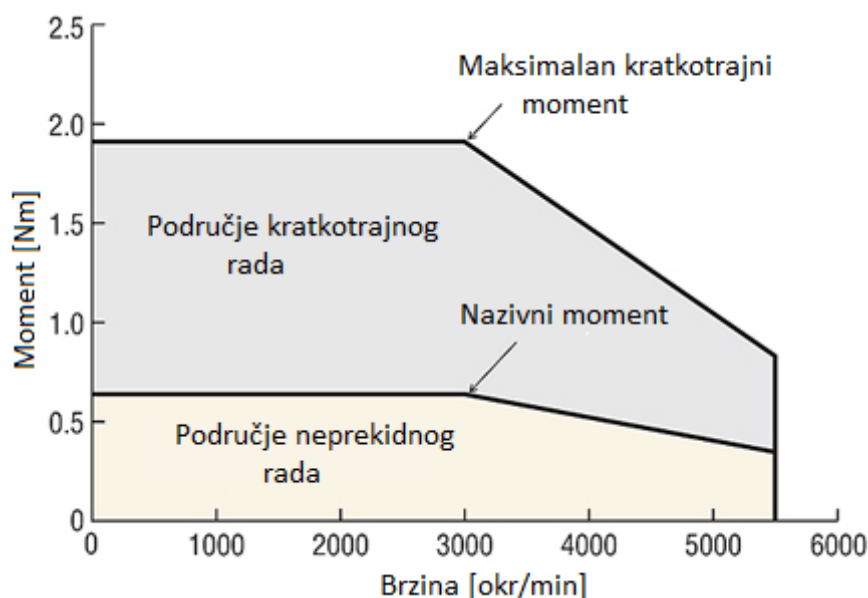 2.5
Maksimalan kratkotrajni
moment
2.0
Područje kratkotrajnog
rada
1.5
Moment [Nm]
Nazivni moment
1.0
0.5
Područje neprekidnog
rada
0
0 1000 2000 3000 4000 5000 6000
Brzina [okr/min]